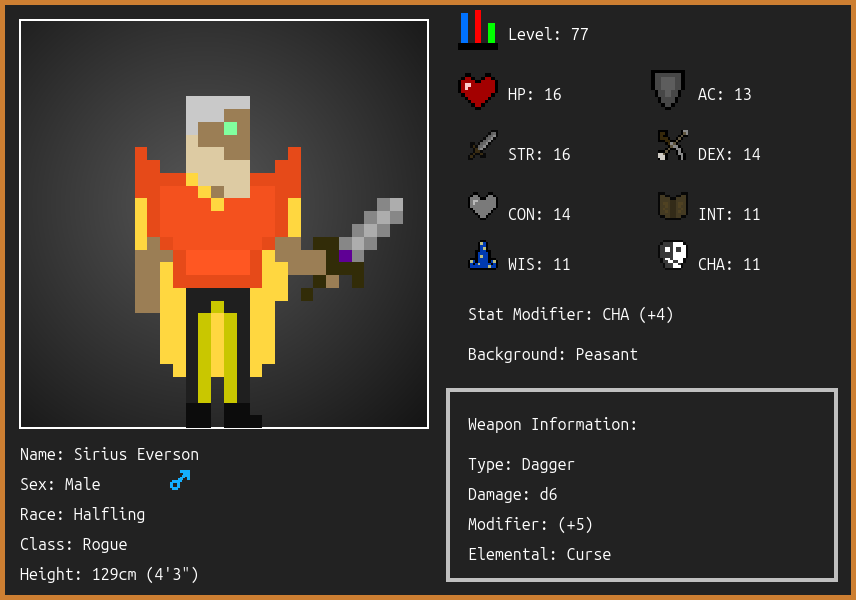 Level: 77
HP: 16
AC: 13
STR: 16
DEX: 14
CON: 14
INT: 11
WIS: 11
CHA: 11
Stat Modifier: CHA (+4)
Background: Peasant
Weapon Information:
Type: Dagger
Damage: d6
Modifier: (+5)
Elemental: Curse
Name: Sirius Everson
Sex: Male
Race: Halfling
Class: Rogue
Height: 129cm (4'3")